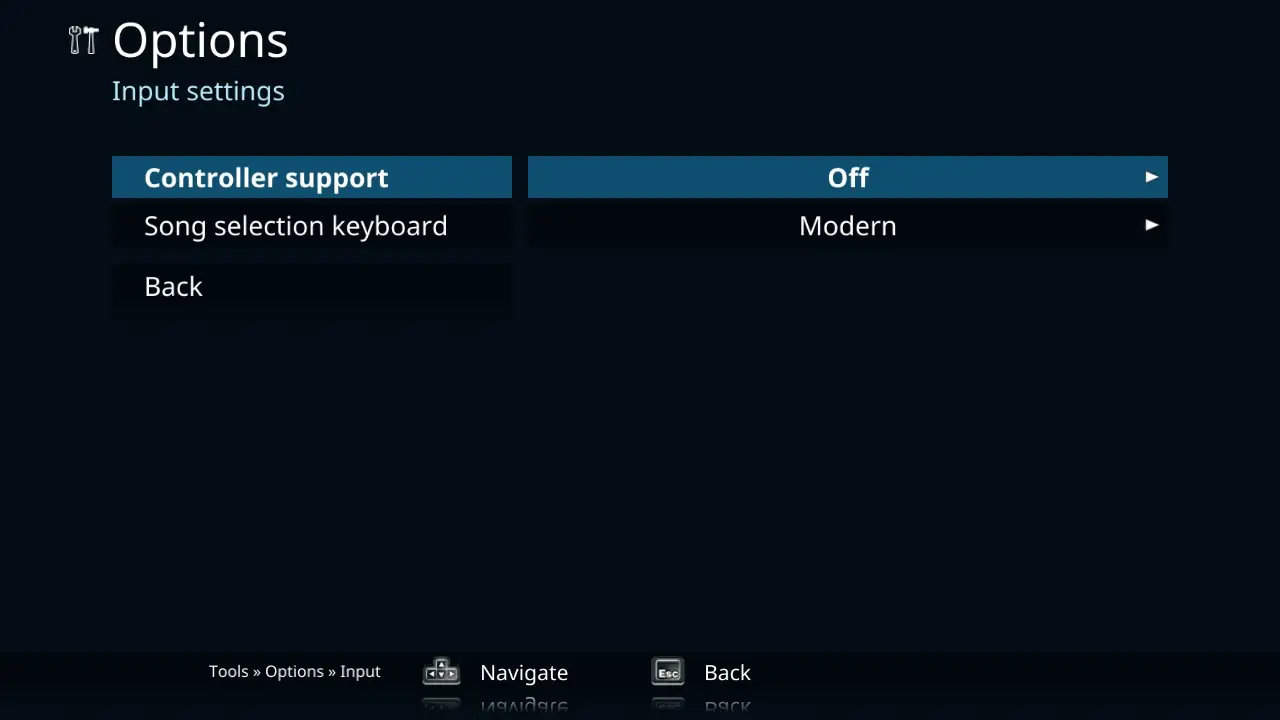 Options
Input settings
Controller support Off
Song selection keyboard Modern
Back
Tools » Options » Input Navigate Esc Back